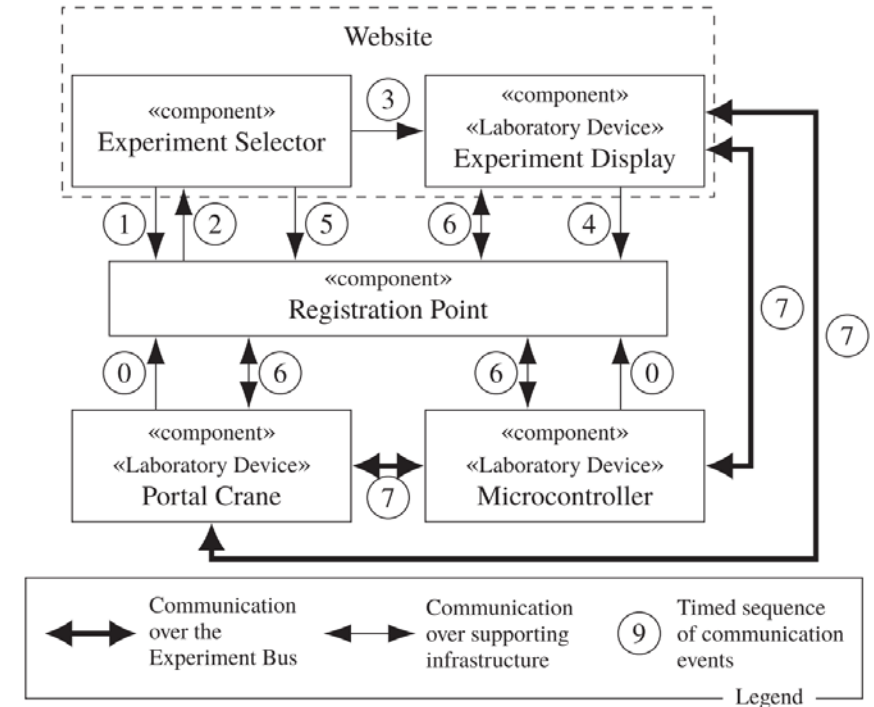 Website
«component»
Experiment Selector
3
«component»
«Laboratory Device»
Experiment Display
1
2
5
6
4
«component»
Registration Point
7
7
0
6
6
0
«component»
«Laboratory Device»
Portal Crane
7
«component»
«Laboratory Device»
Microcontroller
Communication
over the
Experiment Bus
Communication
over supporting
infrastructure
9
Timed sequence
of communication
events
Legend